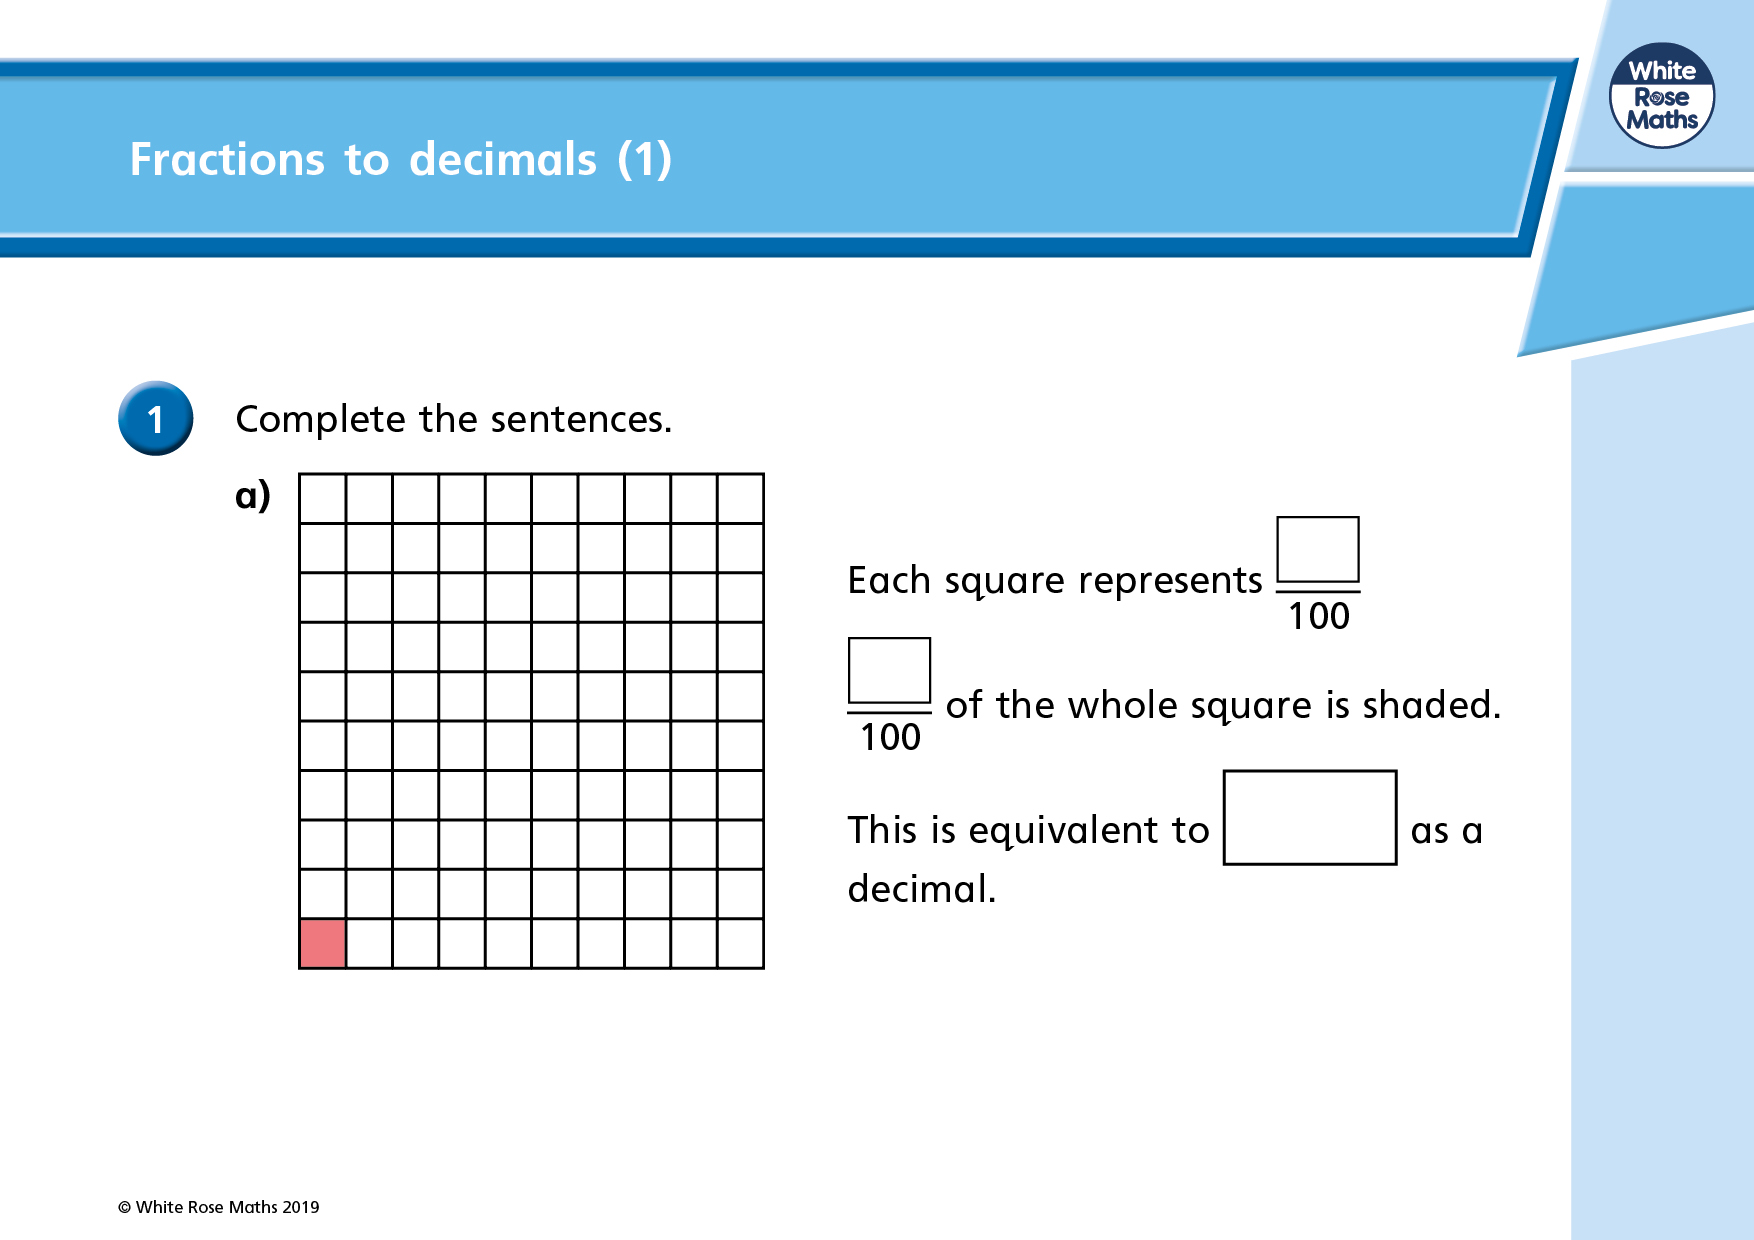 White
Rose
Maths
Fractions to decimals (1)
1 Complete the sentences.
a)
Each square represents
100
of the whole square is shaded.
100
This is equivalent to as a
decimal.
© White Rose Maths 2019